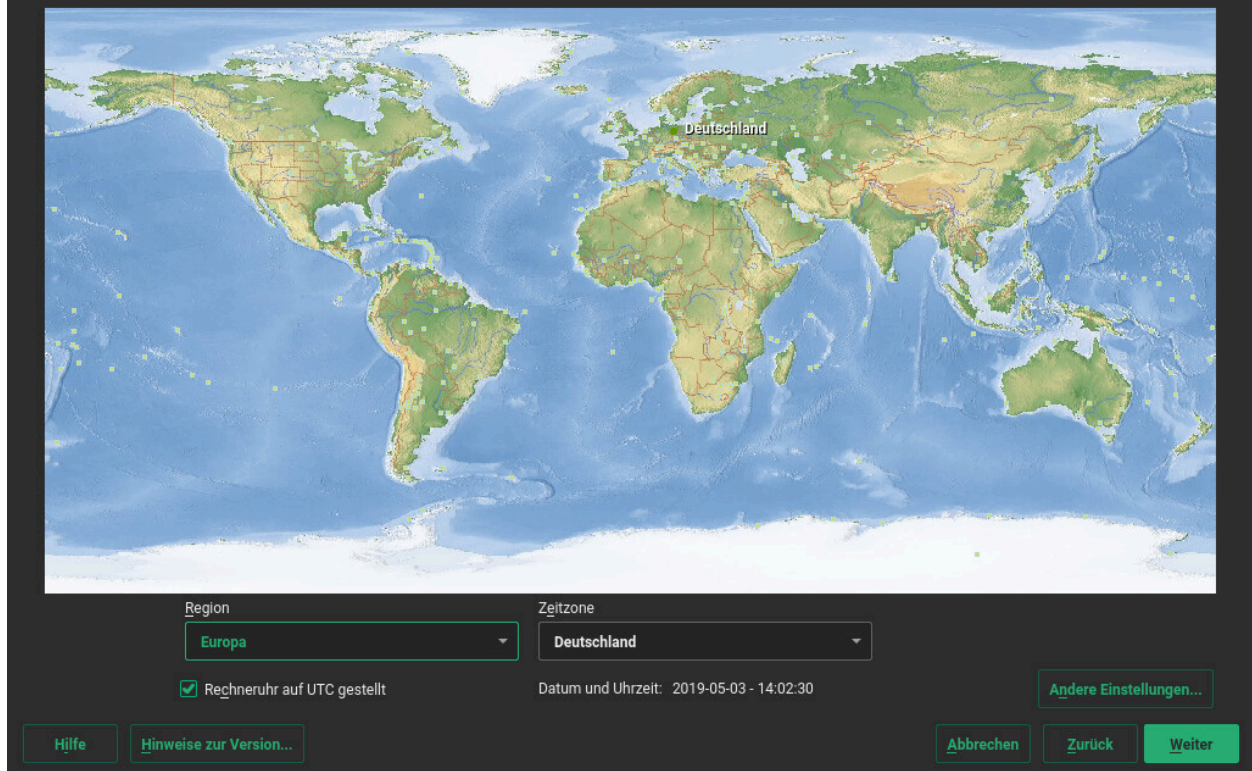 Deutschland
Region
Zeitzone
Europa
Deutschland
Rechneruhr auf UTC gestellt
Datum und Uhrzeit: 2019-05-03 - 14:02:30
Andere Einstellungen...
Hilfe
Hinweise zur Version...
Abbrechen
Zurück
Weiter